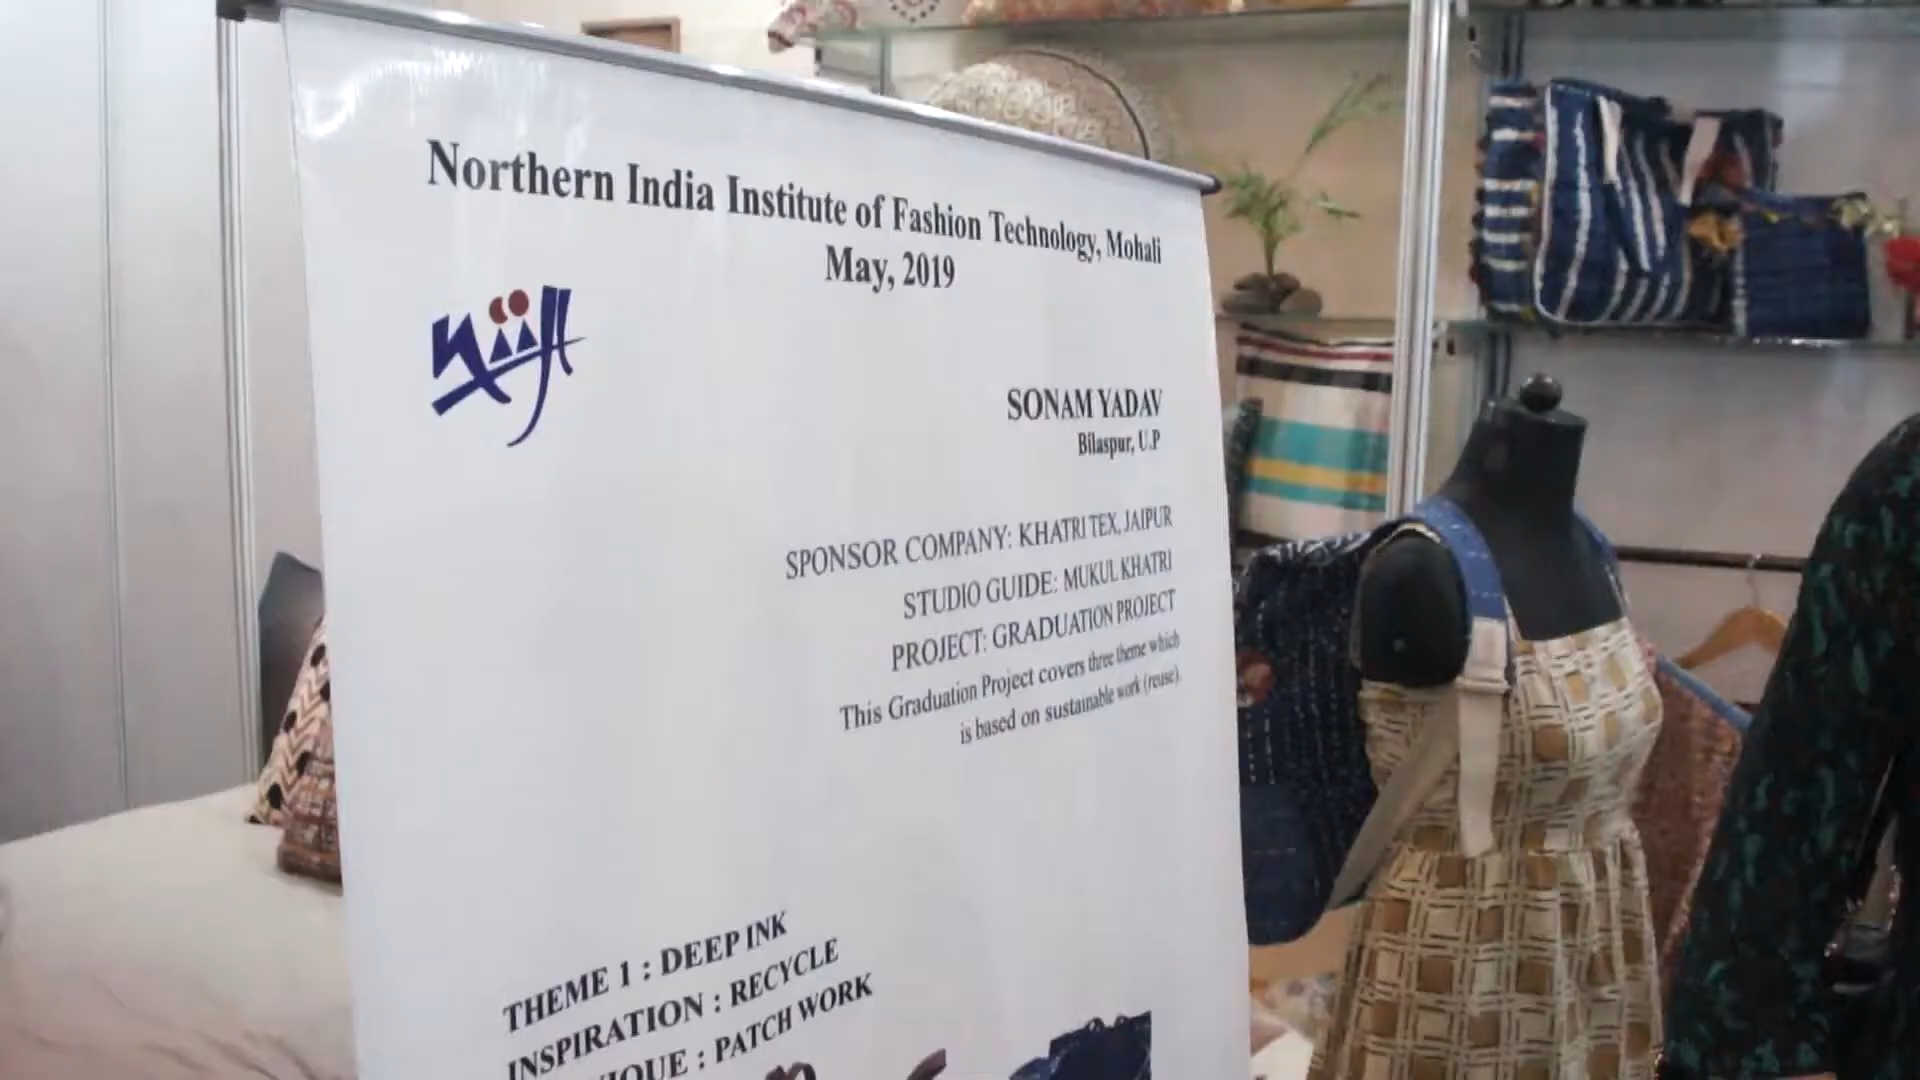 Northern India Institute of Fashion Technology, Mohali
May, 2019
niift
SONAM YADAV
Bilaspur, U.P
SPONSOR COMPANY: KHATRI TEX, JAIPUR
STUDIO GUIDE: MUKUL KHATRI
PROJECT: GRADUATION PROJECT
This Graduation Project covers three theme which
is based on sustainable work (reuse).
THEME 1 : DEEP INK
INSPIRATION : RECYCLE
: PATCH WORK